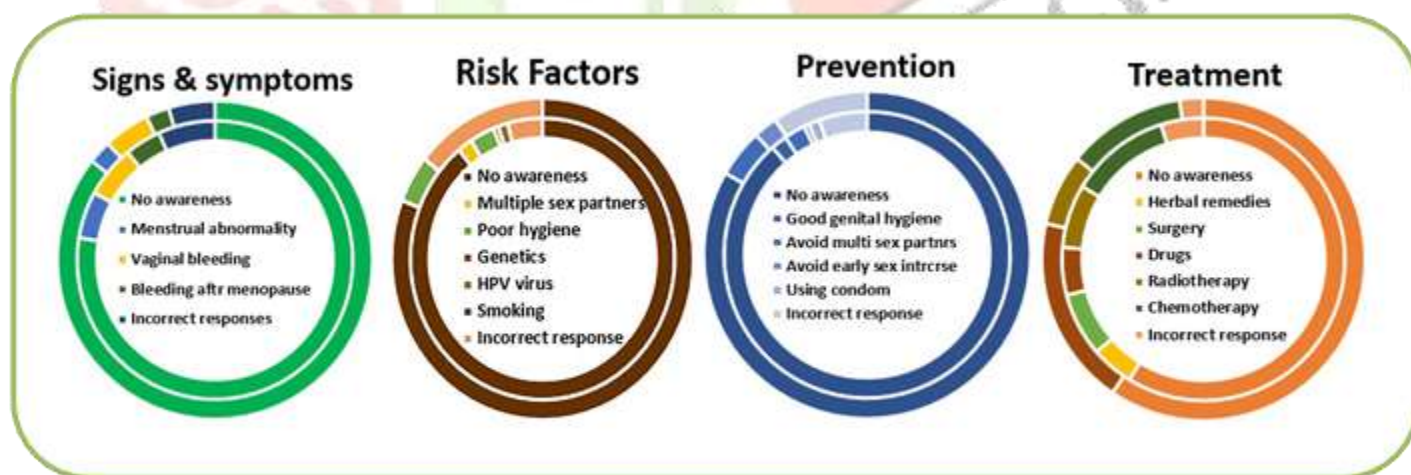 Signs & symptoms
No awareness
Menstrual abnormality
Vaginal bleeding
Bleeding aftr menopause
Incorrect responses
Risk Factors
No awareness
Multiple sex partners
Poor hygiene
Genetics
HPV virus
Smoking
Incorrect response
Prevention
No awareness
Good genital hygiene
Avoid multi sex partnrs
Avoid early sex intrcrse
Using condom
Incorrect response
Treatment
No awareness
Herbal remedies
Surgery
Drugs
Radiotherapy
Chemotherapy
Incorrect response